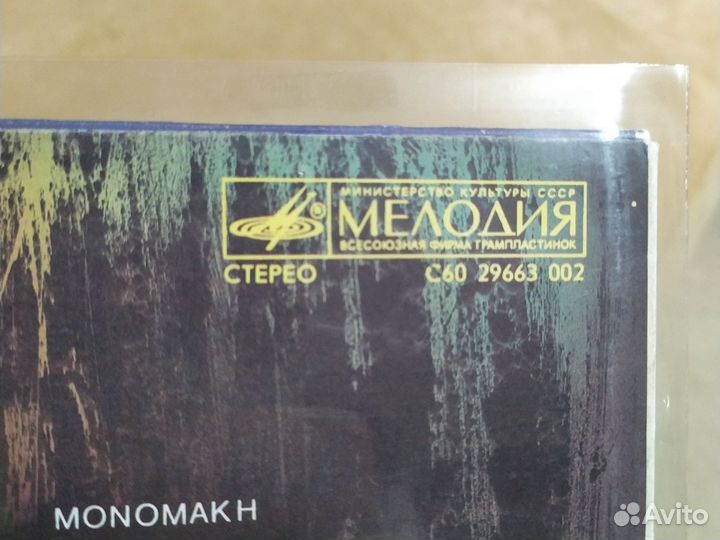 МИНИСТЕРСТВО КУЛЬТУРЫ СССР
® МЕЛОДИЯ
ВСЕСОЮЗНАЯ ФИРМА ГРАМПЛАСТИНОК
СТЕРЕО С60 29663 002
MONOMAKH
Avito